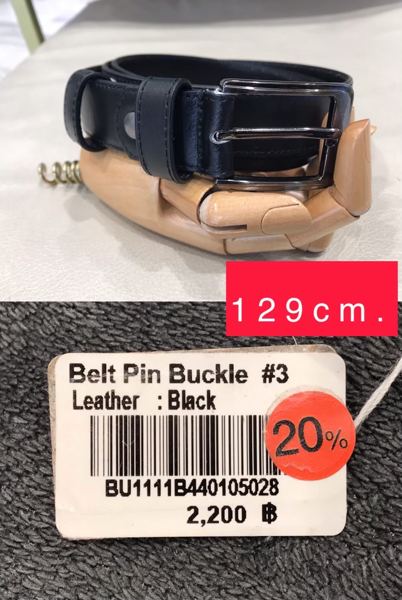 129cm.
Belt Pin Buckle #3
Leather : Black
20%
BU1111B440105028
2,200 ฿